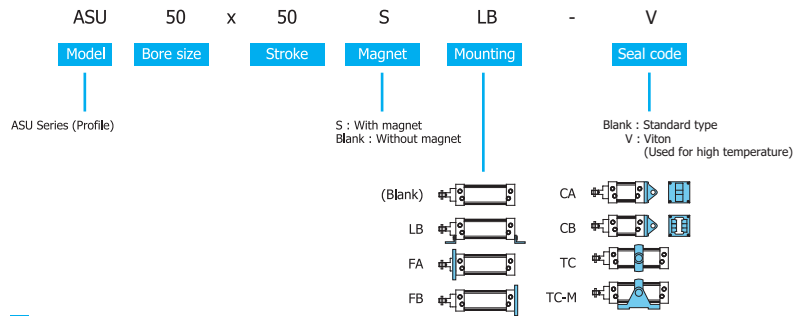 ASU 50 x 50 S LB - V
Model Bore size Stroke Magnet Mounting Seal code
ASU Series (Profile)
S : With magnet
Blank : Without magnet
Blank : Standard type
V : Viton
(Used for high temperature)
(Blank)
LB
FA
FB
CA
CB
TC
TC-M